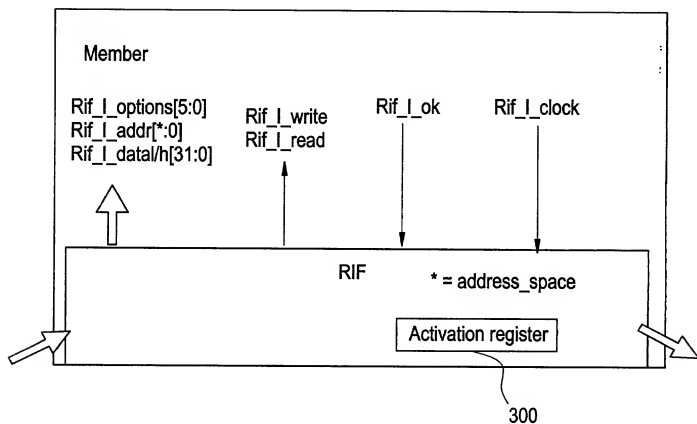 Member
Rif_I_options[5:0]
Rif_I_addr[*:0]
Rif_I_datal/h[31:0]
Rif_I_write
Rif_I_read
Rif_I_ok
Rif_I_clock
RIF
* = address_space
Activation register
300